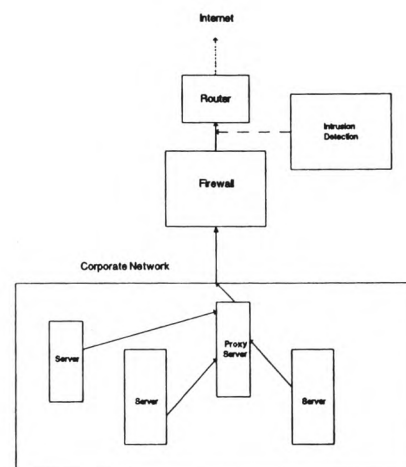 Internet
Router
Intrusion
Detection
Firewall
Corporate Network
Proxy
Server
Server
Server
Server